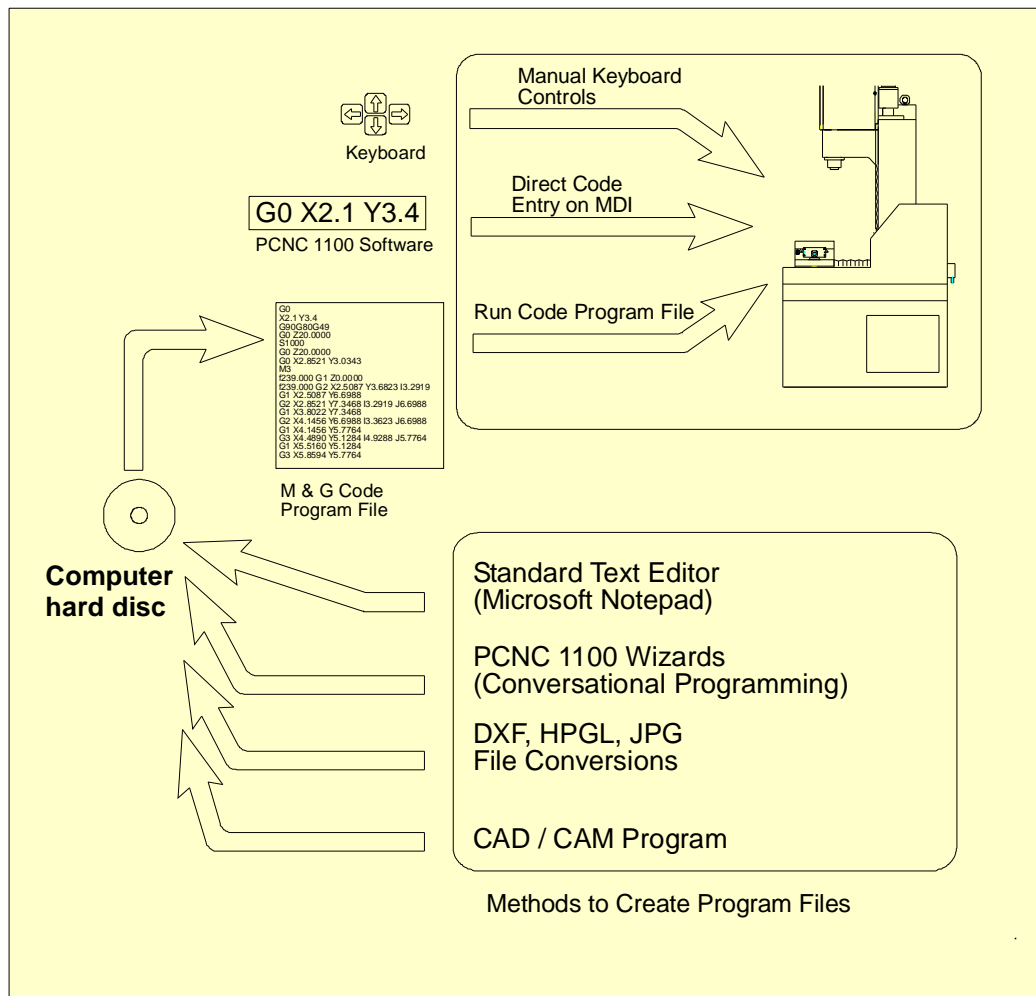 Manual Keyboard
Controls
Keyboard
Direct Code
Entry on MDI
G0 X2.1 Y3.4
PCNC 1100 Software
Run Code Program File
G0
X2.1 Y3.4
G90G80G49
G0 Z20.0000
S1000
G0 Z20.0000
G0 X2.8521 Y3.0343
M3
f239.000 G1 Z0.0000
f239.000 G2 X2.5087 Y3.6823 I3.2919
G1 X2.5087 Y6.6988
G2 X2.8521 Y7.3468 I3.2919 J6.6988
G1 X3.8022 Y7.3468
G2 X4.1456 Y6.6988 I3.3623 J6.6988
G1 X4.1456 Y5.7764
G3 X4.4890 Y5.1284 I4.9288 J5.7764
G1 X5.5160 Y5.1284
G3 X5.8594 Y5.7764
M & G Code
Program File
Computer
hard disc
Standard Text Editor
(Microsoft Notepad)
PCNC 1100 Wizards
(Conversational Programming)
DXF, HPGL, JPG
File Conversions
CAD / CAM Program
Methods to Create Program Files